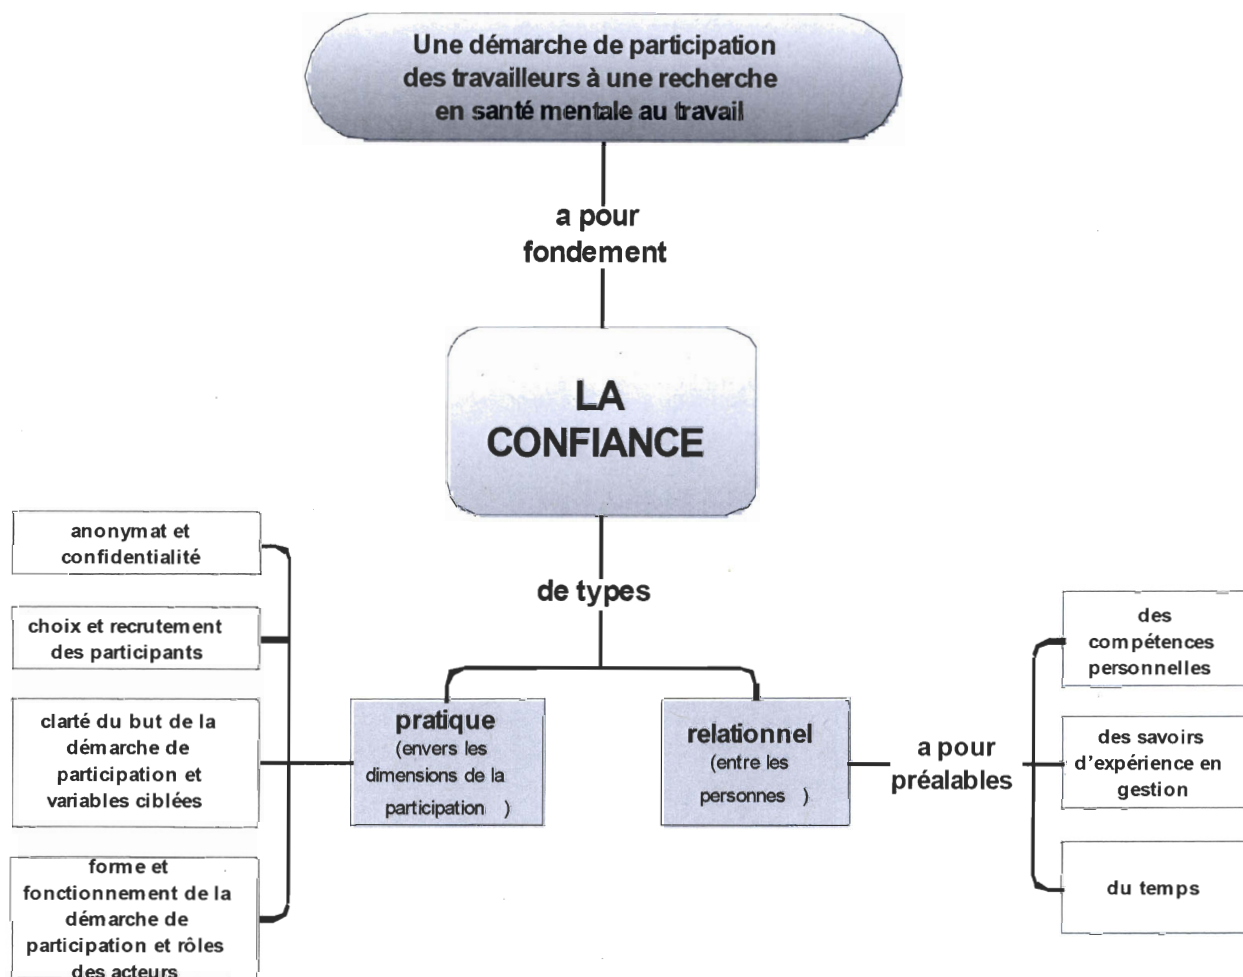 Une démarche de participation
des travailleurs à une recherche
en santé mentale au travail
a pour
fondement
LA
CONFIANCE
de types
pratique
(envers les
dimensions de la
participation )
relationnel
(entre les
personnes )
anonymat et
confidentialité
choix et recrutement
des participants
clarté du but de la
démarche de
participation et
variables ciblées
forme et
fonctionnement de la
démarche de
participation et rôles
des acteurs
a pour
préalables
des
compétences
personnelles
des savoirs
d'expérience en
gestion
du temps